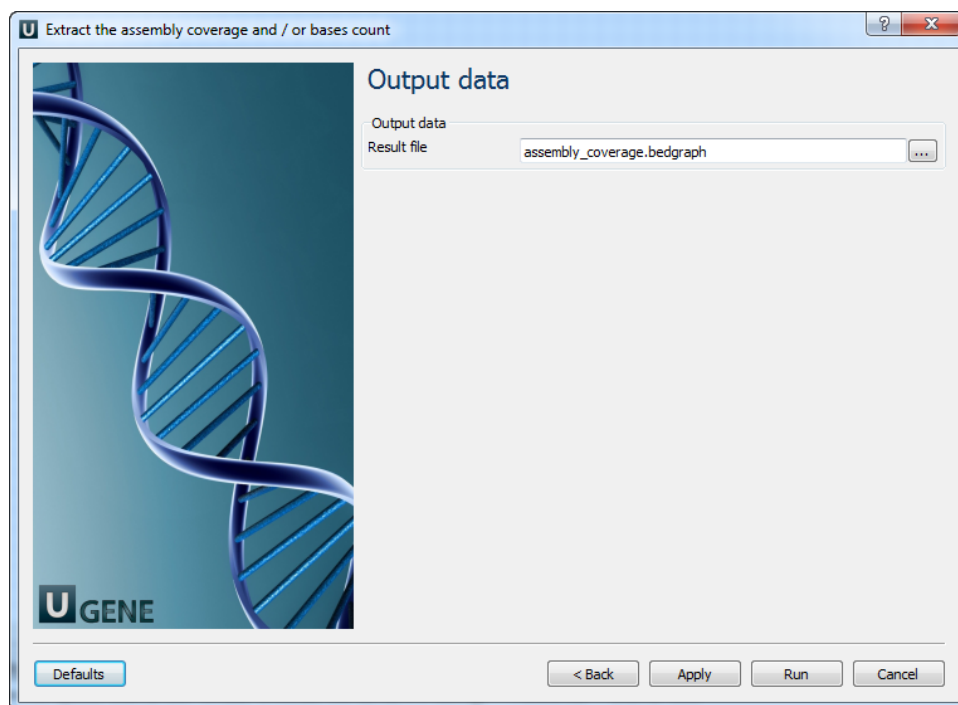 U Extract the assembly coverage and / or bases count ? x
Output data
Output data
Result file assembly_coverage.bedgraph ...
U GENE
Defaults < Back Apply Run Cancel